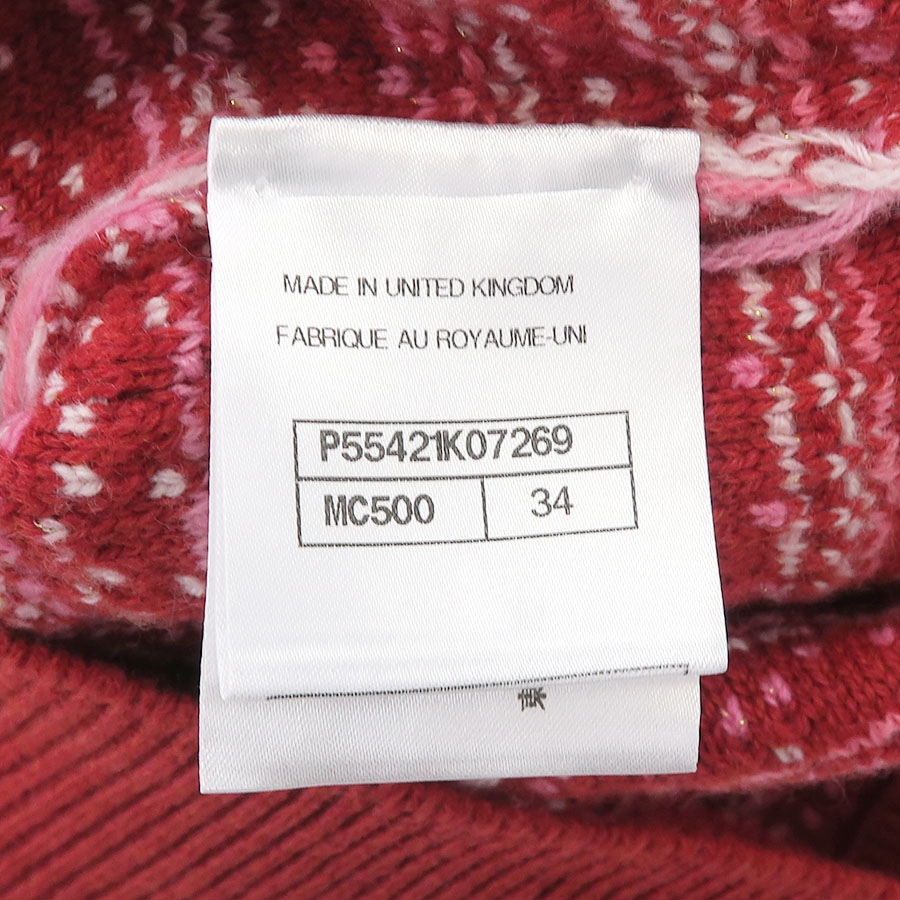 MADE IN UNITED KINGDOM
FABRIQUE AU ROYAUME-UNI
P55421K07269
MC500 34